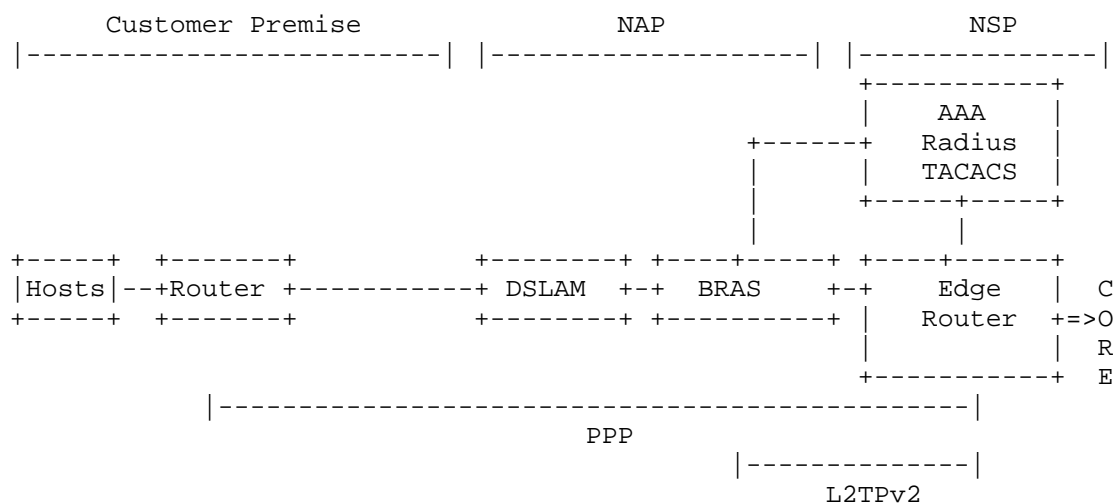 Customer Premise NAP NSP
AAA
Radius
TACACS
Hosts Router DSLAM BRAS Edge C
Router =>O
R
E
PPP
L2TPv2